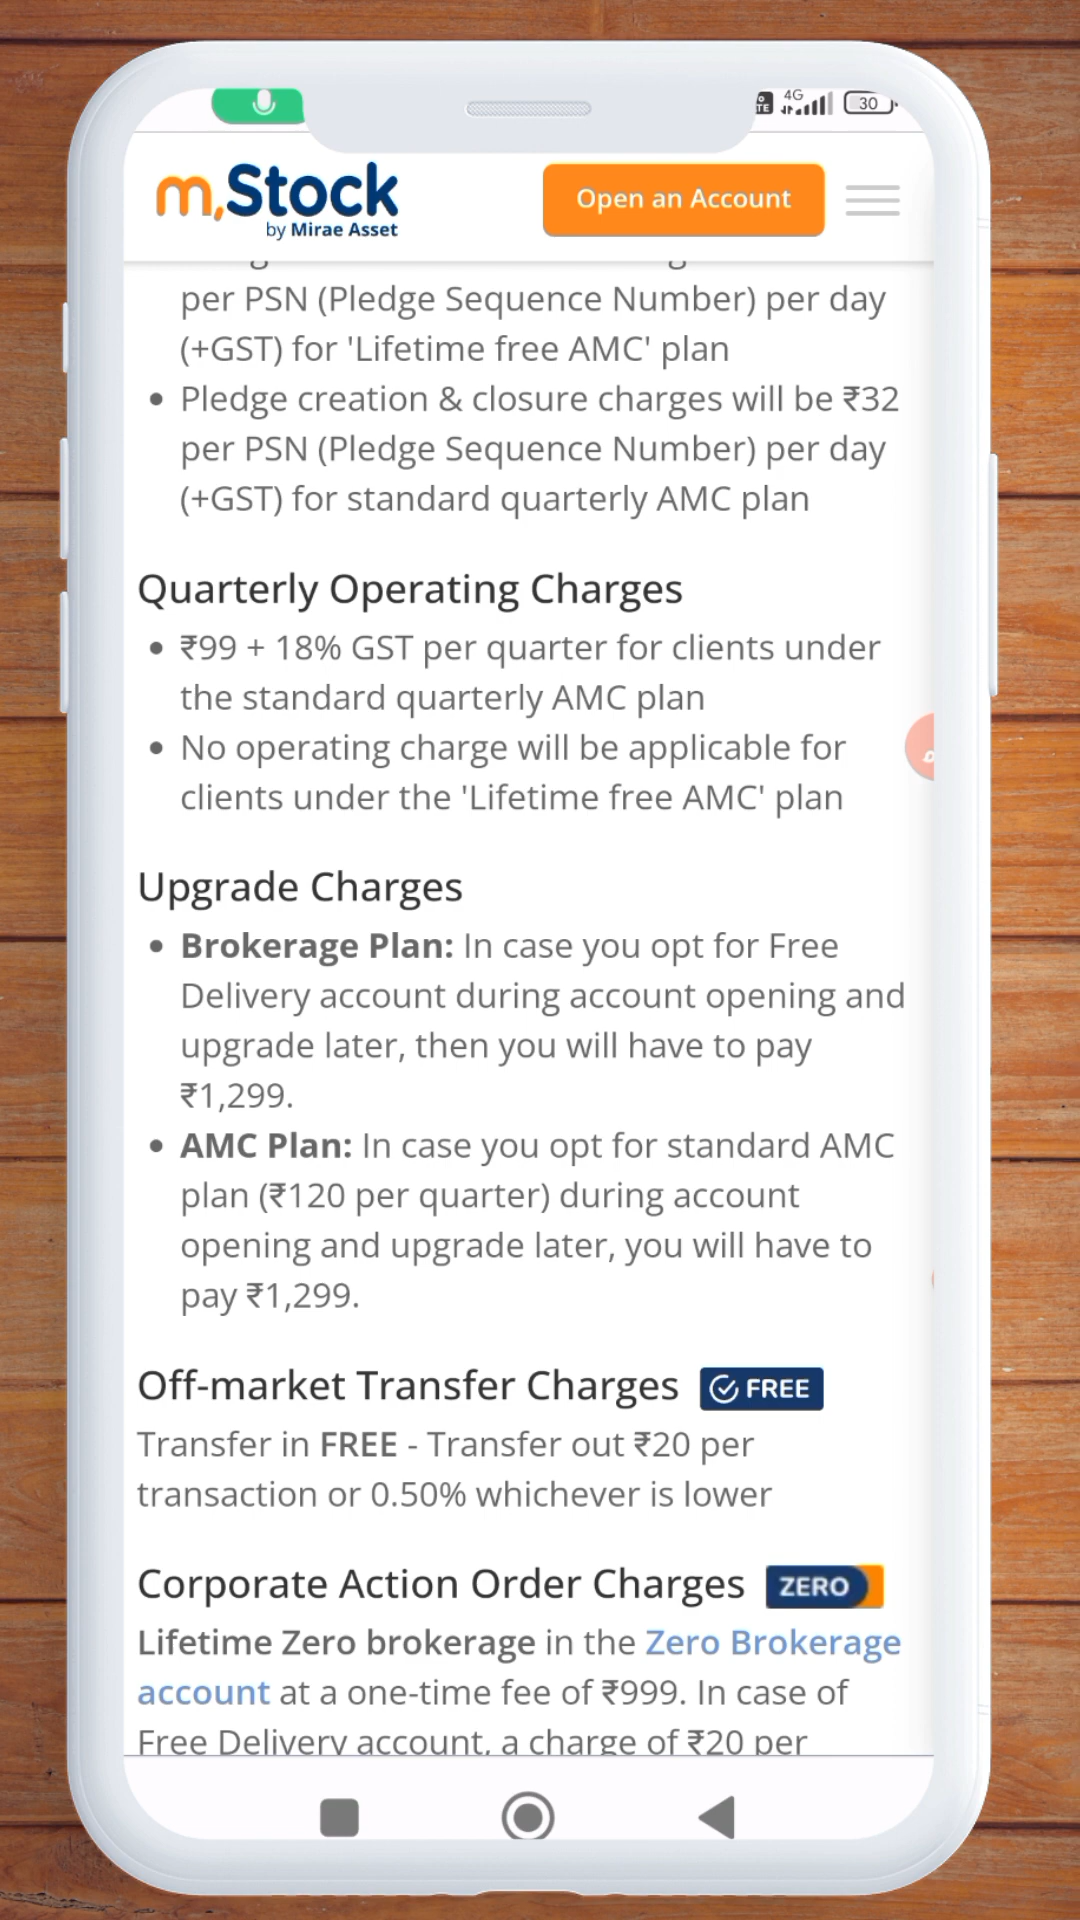 4G
30
m.Stock
by Mirae Asset
Open an Account
per PSN (Pledge Sequence Number) per day
(+GST) for 'Lifetime free AMC' plan
• Pledge creation & closure charges will be ₹32
per PSN (Pledge Sequence Number) per day
(+GST) for standard quarterly AMC plan
Quarterly Operating Charges
• ₹99 + 18% GST per quarter for clients under
the standard quarterly AMC plan
• No operating charge will be applicable for
clients under the 'Lifetime free AMC' plan
Upgrade Charges
• Brokerage Plan: In case you opt for Free
Delivery account during account opening and
upgrade later, then you will have to pay
₹1,299.
• AMC Plan: In case you opt for standard AMC
plan (₹120 per quarter) during account
opening and upgrade later, you will have to
pay ₹1,299.
Off-market Transfer Charges FREE
Transfer in FREE - Transfer out ₹20 per
transaction or 0.50% whichever is lower
Corporate Action Order Charges ZERO
Lifetime Zero brokerage in the Zero Brokerage
account at a one-time fee of ₹999. In case of
Free Delivery account, a charge of ₹20 per